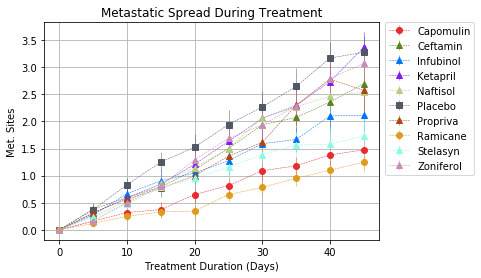 Metastatic Spread During Treatment
Met. Sites
3.5
3.0
2.5
2.0
1.5
1.0
0.5
0.0
0
10
20
30
40
Treatment Duration (Days)
Capomulin
Ceftamin
Infubinol
Ketapril
Naftisol
Placebo
Propriva
Ramicane
Stelasyn
Zoniferol